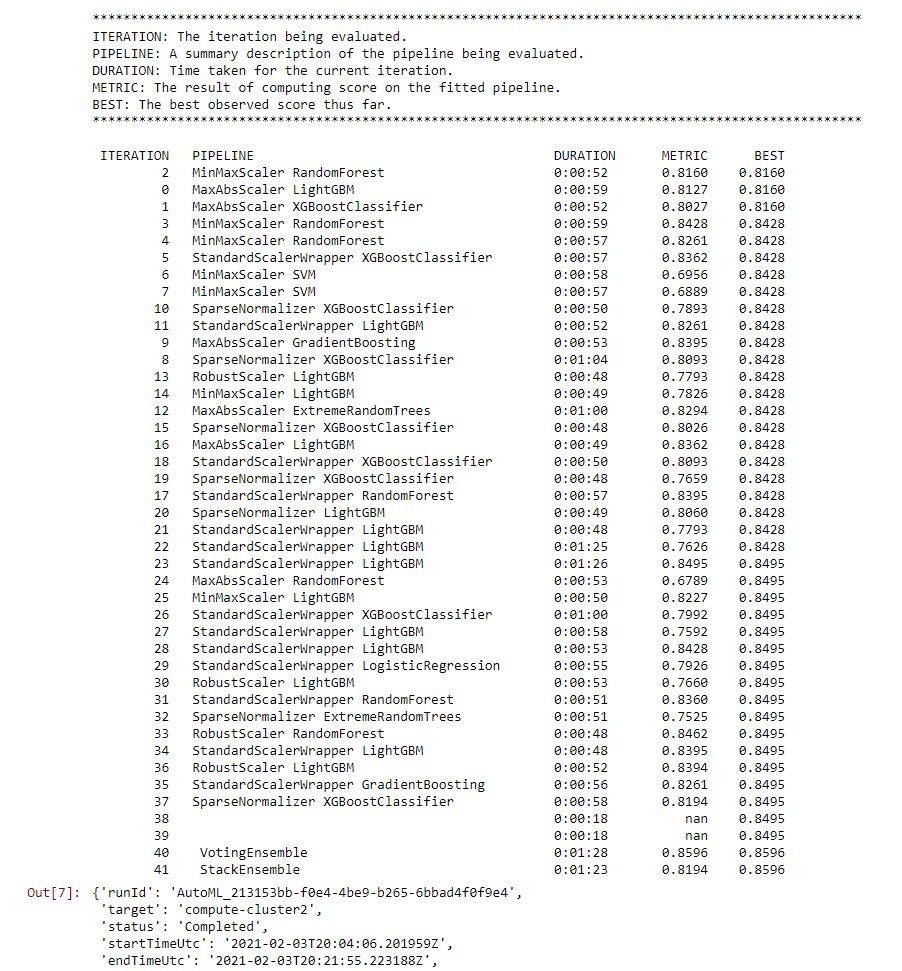 ****************************************************************************************************
ITERATION: The iteration being evaluated.
PIPELINE: A summary description of the pipeline being evaluated.
DURATION: Time taken for the current iteration.
METRIC: The result of computing score on the fitted pipeline.
BEST: The best observed score thus far.
****************************************************************************************************
ITERATION PIPELINE DURATION METRIC BEST
2 MinMaxScaler RandomForest 0:00:52 0.8160 0.8160
0 MaxAbsScaler LightGBM 0:00:59 0.8127 0.8160
1 MaxAbsScaler XGBoostClassifier 0:00:52 0.8027 0.8160
3 MinMaxScaler RandomForest 0:00:59 0.8428 0.8428
4 MinMaxScaler RandomForest 0:00:57 0.8261 0.8428
5 StandardScalerWrapper XGBoostClassifier 0:00:57 0.8362 0.8428
6 MinMaxScaler SVM 0:00:58 0.6956 0.8428
7 MinMaxScaler SVM 0:00:57 0.6889 0.8428
10 SparseNormalizer XGBoostClassifier 0:00:50 0.7893 0.8428
11 StandardScalerWrapper LightGBM 0:00:52 0.8261 0.8428
9 MaxAbsScaler GradientBoosting 0:00:53 0.8395 0.8428
8 SparseNormalizer XGBoostClassifier 0:01:04 0.8093 0.8428
13 RobustScaler LightGBM 0:00:48 0.7793 0.8428
14 MinMaxScaler LightGBM 0:00:49 0.7826 0.8428
12 MaxAbsScaler ExtremeRandomTrees 0:01:00 0.8294 0.8428
15 SparseNormalizer XGBoostClassifier 0:00:48 0.8026 0.8428
16 MaxAbsScaler LightGBM 0:00:49 0.8362 0.8428
18 StandardScalerWrapper XGBoostClassifier 0:00:50 0.8093 0.8428
19 SparseNormalizer XGBoostClassifier 0:00:48 0.7659 0.8428
17 StandardScalerWrapper RandomForest 0:00:57 0.8395 0.8428
20 SparseNormalizer LightGBM 0:00:49 0.8060 0.8428
21 StandardScalerWrapper LightGBM 0:00:48 0.7793 0.8428
22 StandardScalerWrapper LightGBM 0:01:25 0.7626 0.8428
23 StandardScalerWrapper LightGBM 0:01:26 0.8495 0.8495
24 MaxAbsScaler RandomForest 0:00:53 0.6789 0.8495
25 MinMaxScaler LightGBM 0:00:50 0.8227 0.8495
26 StandardScalerWrapper XGBoostClassifier 0:01:00 0.7992 0.8495
27 StandardScalerWrapper LightGBM 0:00:58 0.7592 0.8495
28 StandardScalerWrapper LightGBM 0:00:53 0.8428 0.8495
29 StandardScalerWrapper LogisticRegression 0:00:55 0.7926 0.8495
30 RobustScaler LightGBM 0:00:53 0.7660 0.8495
31 StandardScalerWrapper RandomForest 0:00:51 0.8360 0.8495
32 SparseNormalizer ExtremeRandomTrees 0:00:51 0.7525 0.8495
33 RobustScaler RandomForest 0:00:48 0.8462 0.8495
34 StandardScalerWrapper LightGBM 0:00:48 0.8395 0.8495
36 RobustScaler LightGBM 0:00:52 0.8394 0.8495
35 StandardScalerWrapper GradientBoosting 0:00:56 0.8261 0.8495
37 SparseNormalizer XGBoostClassifier 0:00:58 0.8194 0.8495
38 0:00:18 nan 0.8495
39 0:00:18 nan 0.8495
40 VotingEnsemble 0:01:28 0.8596 0.8596
41 StackEnsemble 0:01:23 0.8194 0.8596
Out[7]: {'runId': 'AutoML_213153bb-f0e4-4be9-b265-6bbad4f0f9e4',
'target': 'compute-cluster2',
'status': 'Completed',
'startTimeUtc': '2021-02-03T20:04:06.201959Z',
'endTimeUtc': '2021-02-03T20:21:55.223188Z',